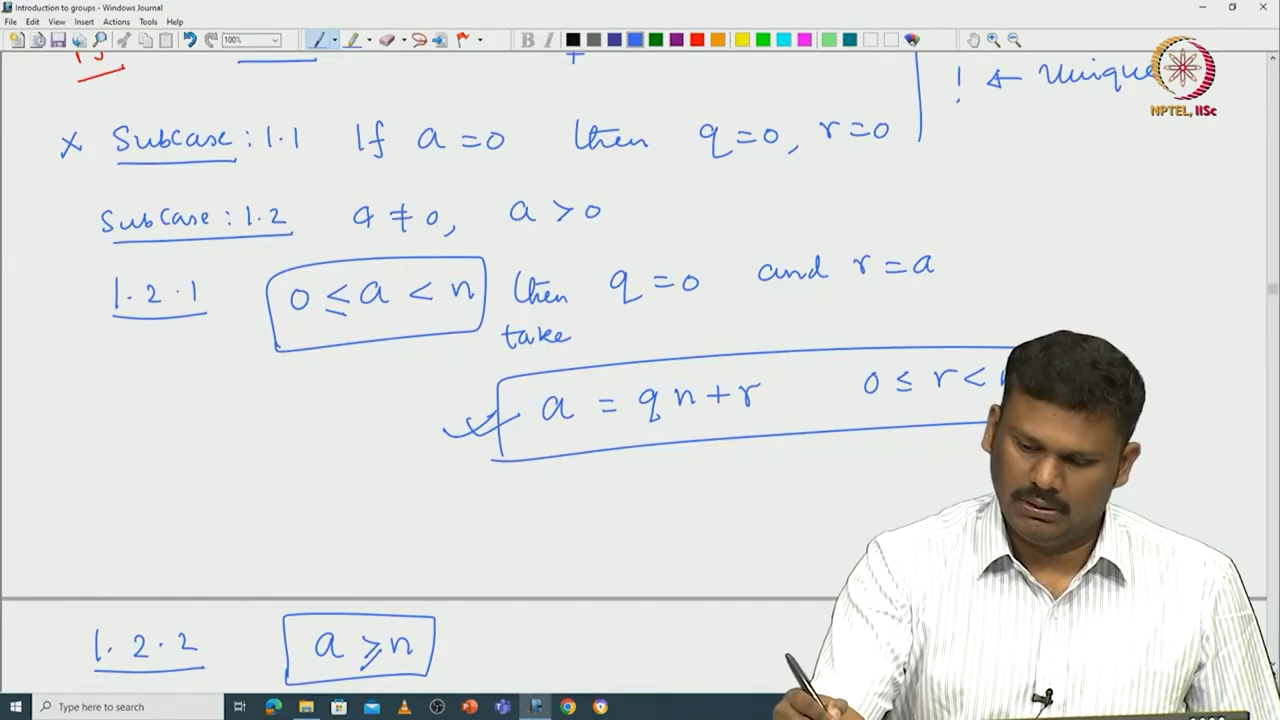 Introduction to groups - Windows Journal
File Edit View Insert Actions Tools Help
100%
! ← Unique
NPTEL, IISc
x Subcase: 1.1 If a = 0 then q = 0, r = 0
SubCase: 1.2 a ≠ 0, a > 0
1.2.1 0 ≤ a < n then q = 0 and r = a
take
a = qn + r 0 ≤ r <
1.2.2 a ≥ n
Type here to search